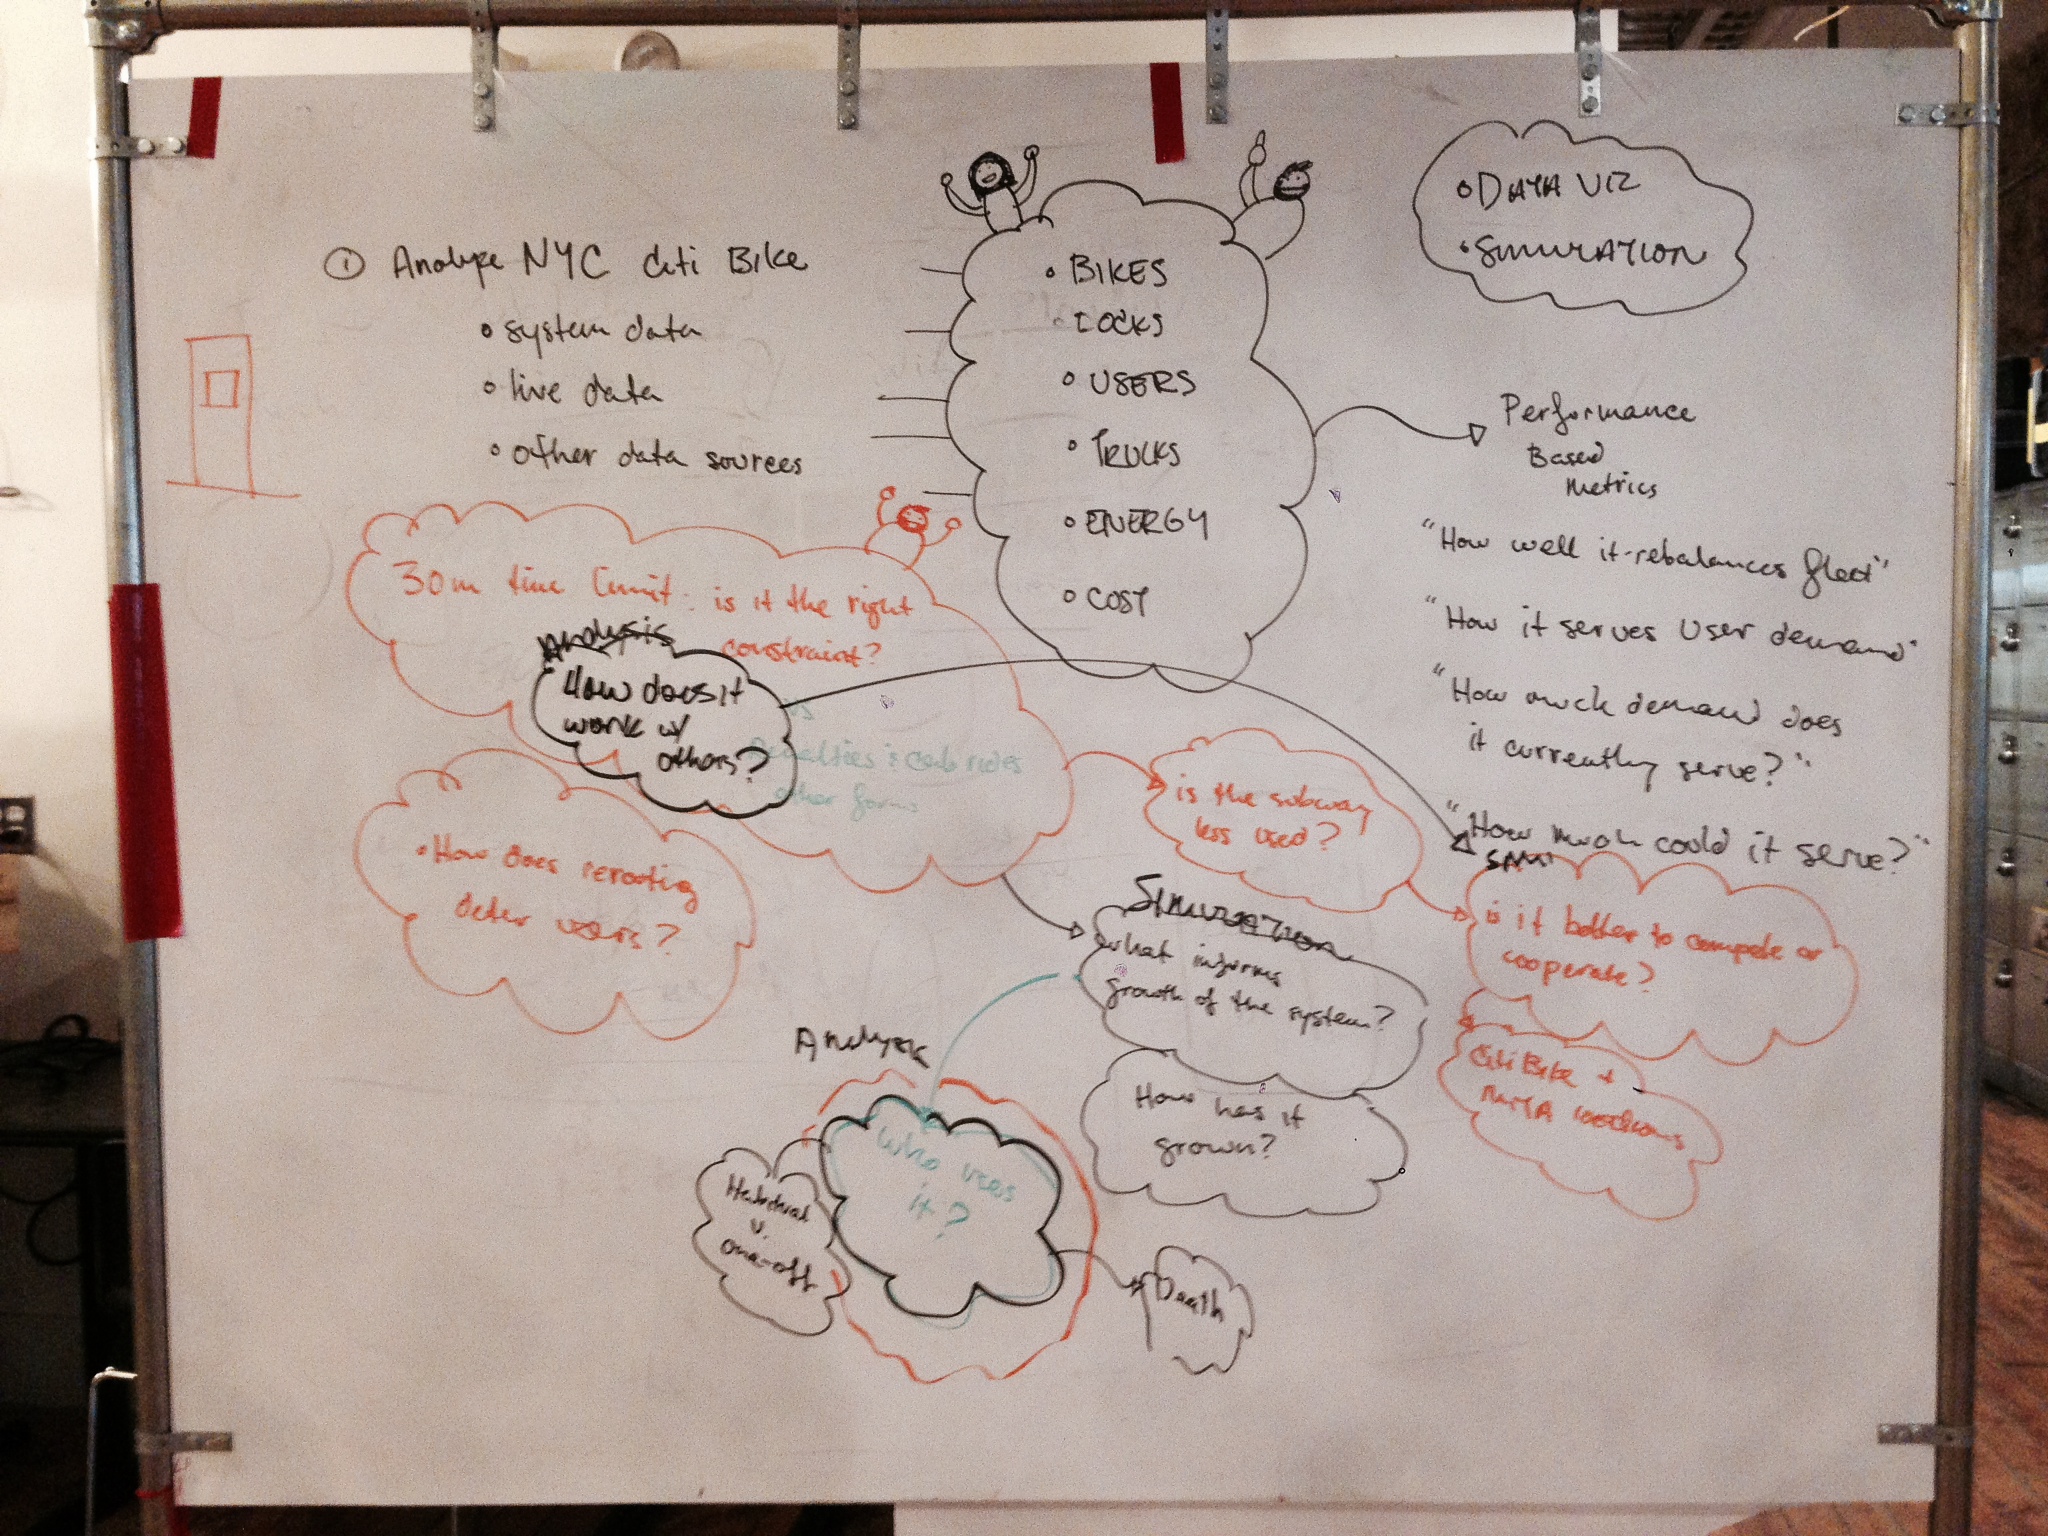 ① Analyze NYC Citi Bike
• system data
• live data
• other data sources
• BIKES
• DOCKS
• USERS
• TRUCKS
• ENERGY
• COST
• DATA VIZ
• SIMULATION
Performance
Based
Metrics
"How well it rebalances fleet"
"How it serves User demand"
"How much demand does
it currently serve?"
"How much could it serve?"
30m time limit: is it the right
constraint?
Analysis
How does it
work w/
others?
Penalties: cab rides
other forms
• How does rerouting
deter users?
is the subway
less used?
is it better to compete or
cooperate?
Citi Bike +
MTA locations
SIMULATION
what informs
growth of the system?
How has it
grown?
Analysis
who uses
it?
Habitual
v.
one-off
Death